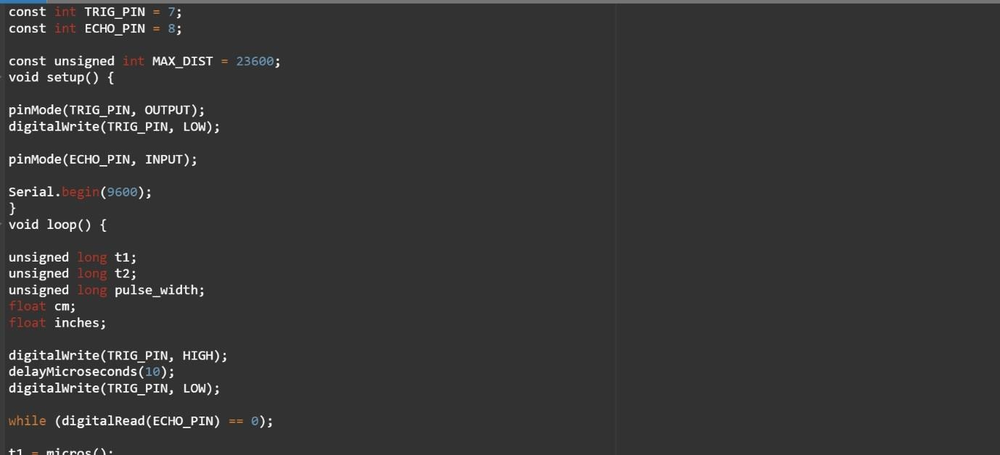 const int TRIG_PIN = 7;
const int ECHO_PIN = 8;
const unsigned int MAX_DIST = 23600;
void setup() {
pinMode(TRIG_PIN, OUTPUT);
digitalWrite(TRIG_PIN, LOW);
pinMode(ECHO_PIN, INPUT);
Serial.begin(9600);
}
void loop() {
unsigned long t1;
unsigned long t2;
unsigned long pulse_width;
float cm;
float inches;
digitalWrite(TRIG_PIN, HIGH);
delayMicroseconds(10);
digitalWrite(TRIG_PIN, LOW);
while (digitalRead(ECHO_PIN) == 0);
t1 = micros();